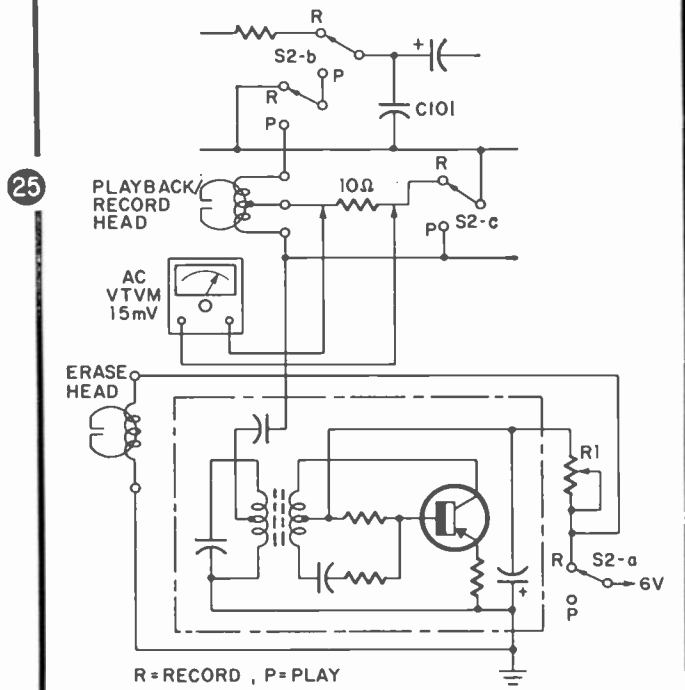 R
S2-b
+
P
R
C101
P
25
PLAYBACK/
RECORD
HEAD
10Ω
R
S2-c
P
AC
VTVM
15mV
ERASE
HEAD
R1
R
S2-a
6V
+
P
R=RECORD , P=PLAY